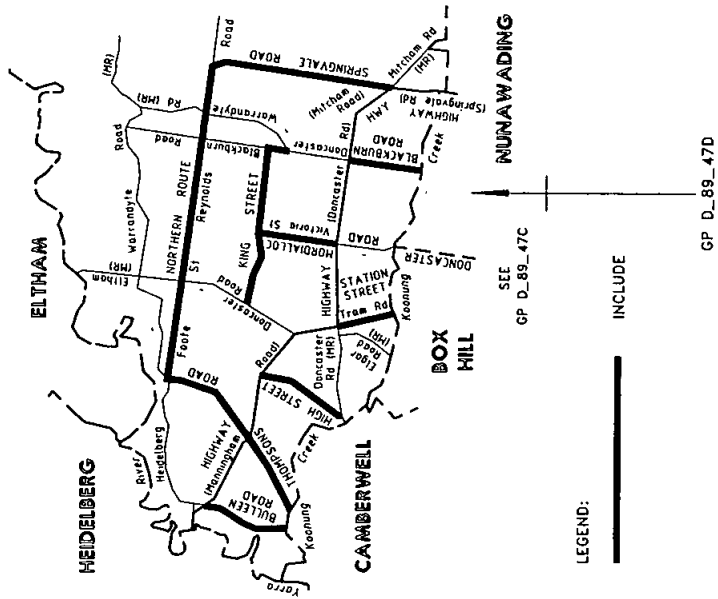 ELTHAM
HEIDELBERG
NUNAWADING
BOX
HILL
CAMBERWELL
Road
(MR)
Road
Warrandyte
Eltham
(MR)
Warrandyte Rd (MR)
Road
Blackburn
NORTHERN ROUTE
Foote St Reynolds
Road
SPRINGVALE ROAD
River
Heidelberg
HIGHWAY
(Manningham
Road)
THOMPSONS ROAD
BULLEEN
ROAD
Doncaster Road
KING STREET
MORDIALLOC ROAD
Victoria St
HIGHWAY
(Doncaster Rd)
HWY
Doncaster
(Mitcham
Road)
Mitcham Rd
(MR)
HIGHWAY
(Springvale Rd)
BLACKBURN
ROAD
Creek
STATION
STREET
Tram Rd
Doncaster
Rd (MR)
Elgar
Road
(MR)
HIGH STREET
Creek
Koonung
Koonung
Yarra
DONCASTER
SEE
GP D_89_47C
GP D_89_47D
LEGEND:
INCLUDE